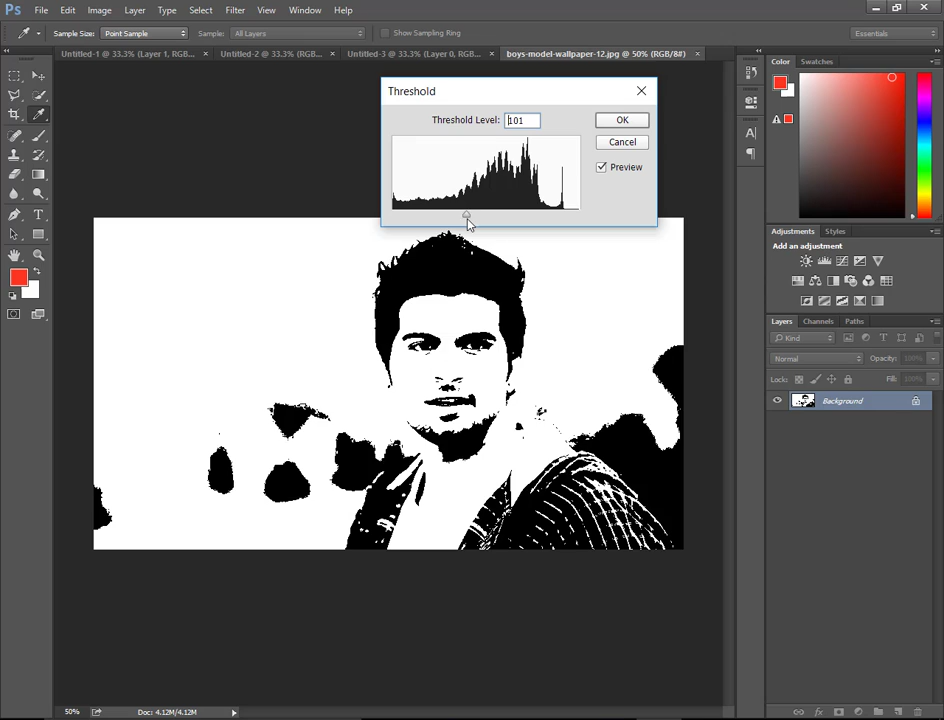 Ps File Edit Image Layer Type Select Filter View Window Help
Sample Size: Point Sample Sample: All Layers Show Sampling Ring Essentials
Untitled-1 @ 33.3% (Layer 1, RGB... × Untitled-2 @ 33.3% (RGB... × Untitled-3 @ 33.3% (Layer 0, RGB... × boys-model-wallpaper-12.jpg @ 50% (RGB/8#) ×
Threshold
Threshold Level: 101
OK
Cancel
Preview
Color Swatches
Adjustments Styles
Add an adjustment
Layers Channels Paths
Kind
Normal Opacity: 100%
Lock: Fill: 100%
Background
50% Doc: 4.12M/4.12M